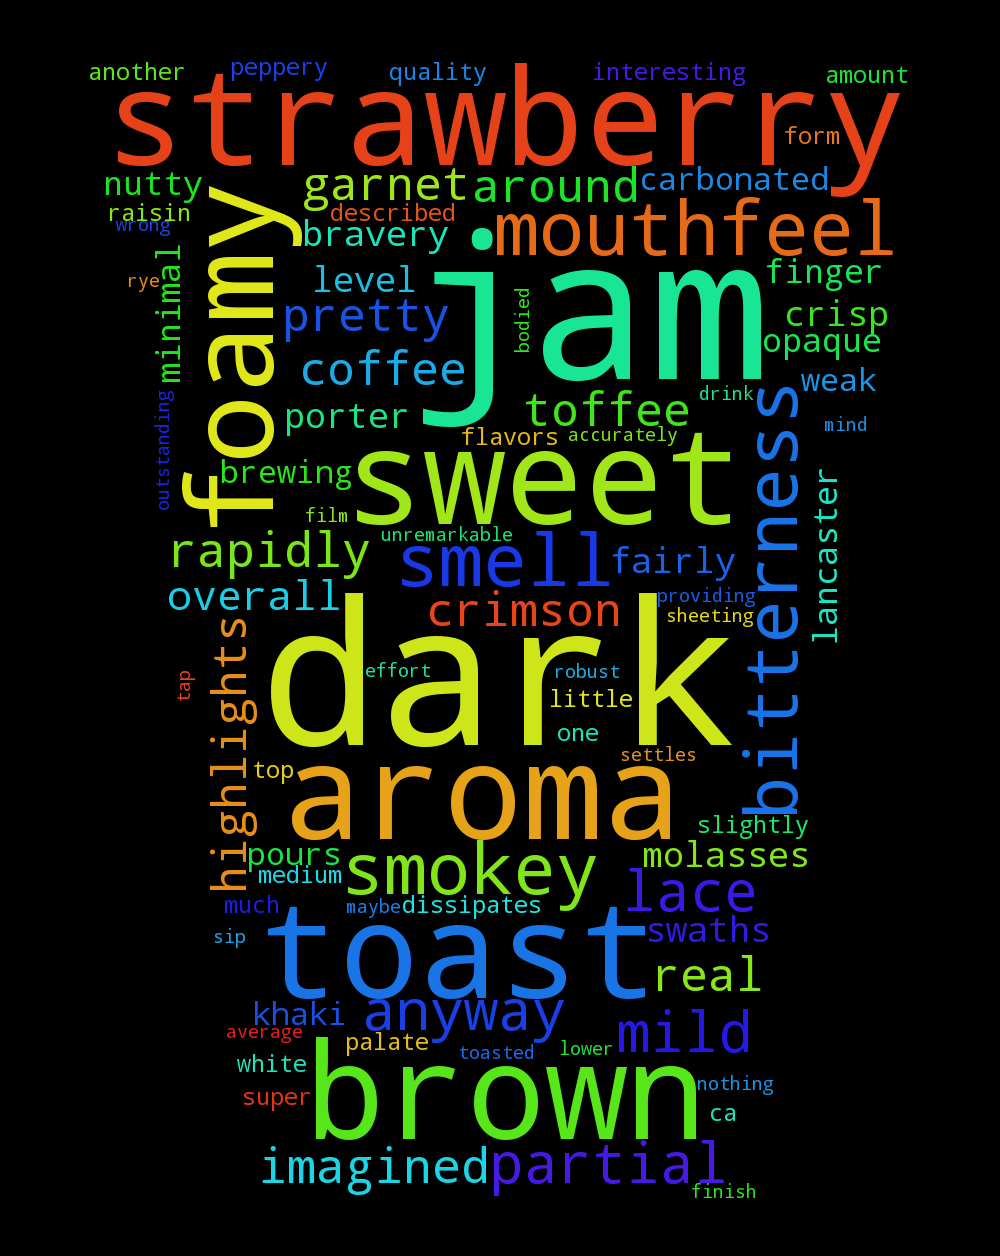 another peppery quality interesting amount
strawberry
form
nutty garnet around carbonated
raisin described
wrong bravery mouthfeel
foamy
jam
rye minimal level finger
pretty bodied crisp
opaque
coffee weak
drink
outstanding porter toffee mind
flavors accurately
bitterness
brewing sweet
lancaster
film
unremarkable
rapidly smell fairly
overall crimson providing
sheeting
highlights
dark
tap effort robust
little
one
settles
top aroma
slightly
pours molasses
medium smokey lace
much maybe dissipates
sip toast swaths
real
khaki anyway
average mild
palate toasted lower
white
brown nothing
super ca
imagined partial
finish